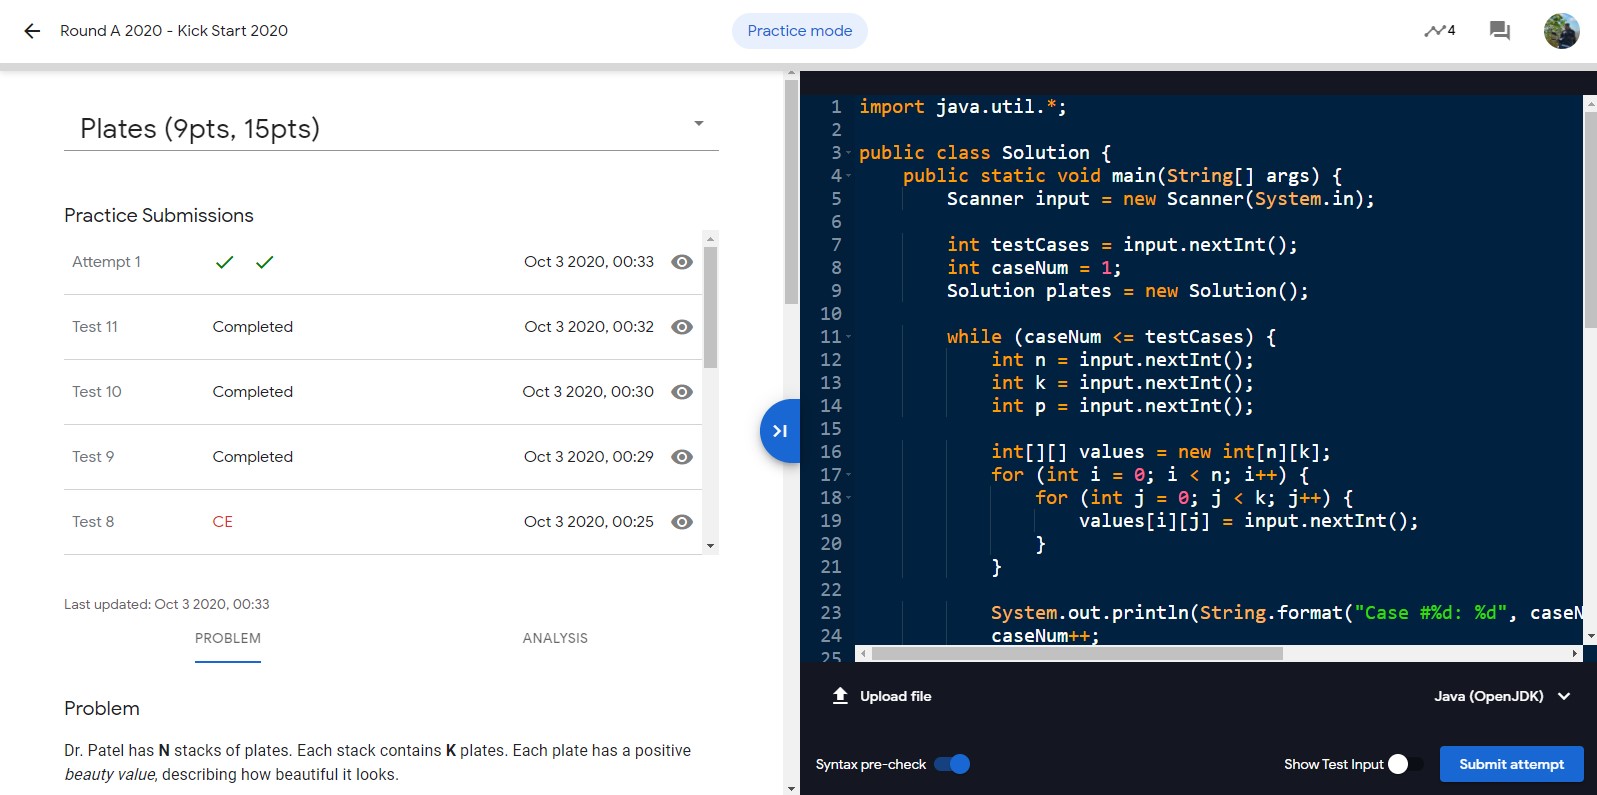 Round A 2020 - Kick Start 2020
Practice mode
4
Plates (9pts, 15pts)
Practice Submissions
Attempt 1 Oct 3 2020, 00:33
Test 11 Completed Oct 3 2020, 00:32
Test 10 Completed Oct 3 2020, 00:30
Test 9 Completed Oct 3 2020, 00:29
Test 8 CE Oct 3 2020, 00:25
Last updated: Oct 3 2020, 00:33
PROBLEM ANALYSIS
Problem
Dr. Patel has N stacks of plates. Each stack contains K plates. Each plate has a positive
beauty value, describing how beautiful it looks.
1 import java.util.*;
2
3 public class Solution {
4 public static void main(String[] args) {
5 Scanner input = new Scanner(System.in);
6
7 int testCases = input.nextInt();
8 int caseNum = 1;
9 Solution plates = new Solution();
10
11 while (caseNum <= testCases) {
12 int n = input.nextInt();
13 int k = input.nextInt();
14 int p = input.nextInt();
15
16 int[][] values = new int[n][k];
17 for (int i = 0; i < n; i++) {
18 for (int j = 0; j < k; j++) {
19 values[i][j] = input.nextInt();
20 }
21 }
22
23 System.out.println(String.format("Case #%d: %d", caseN
24 caseNum++;
25
Upload file
Java (OpenJDK)
Syntax pre-check
Show Test Input
Submit attempt